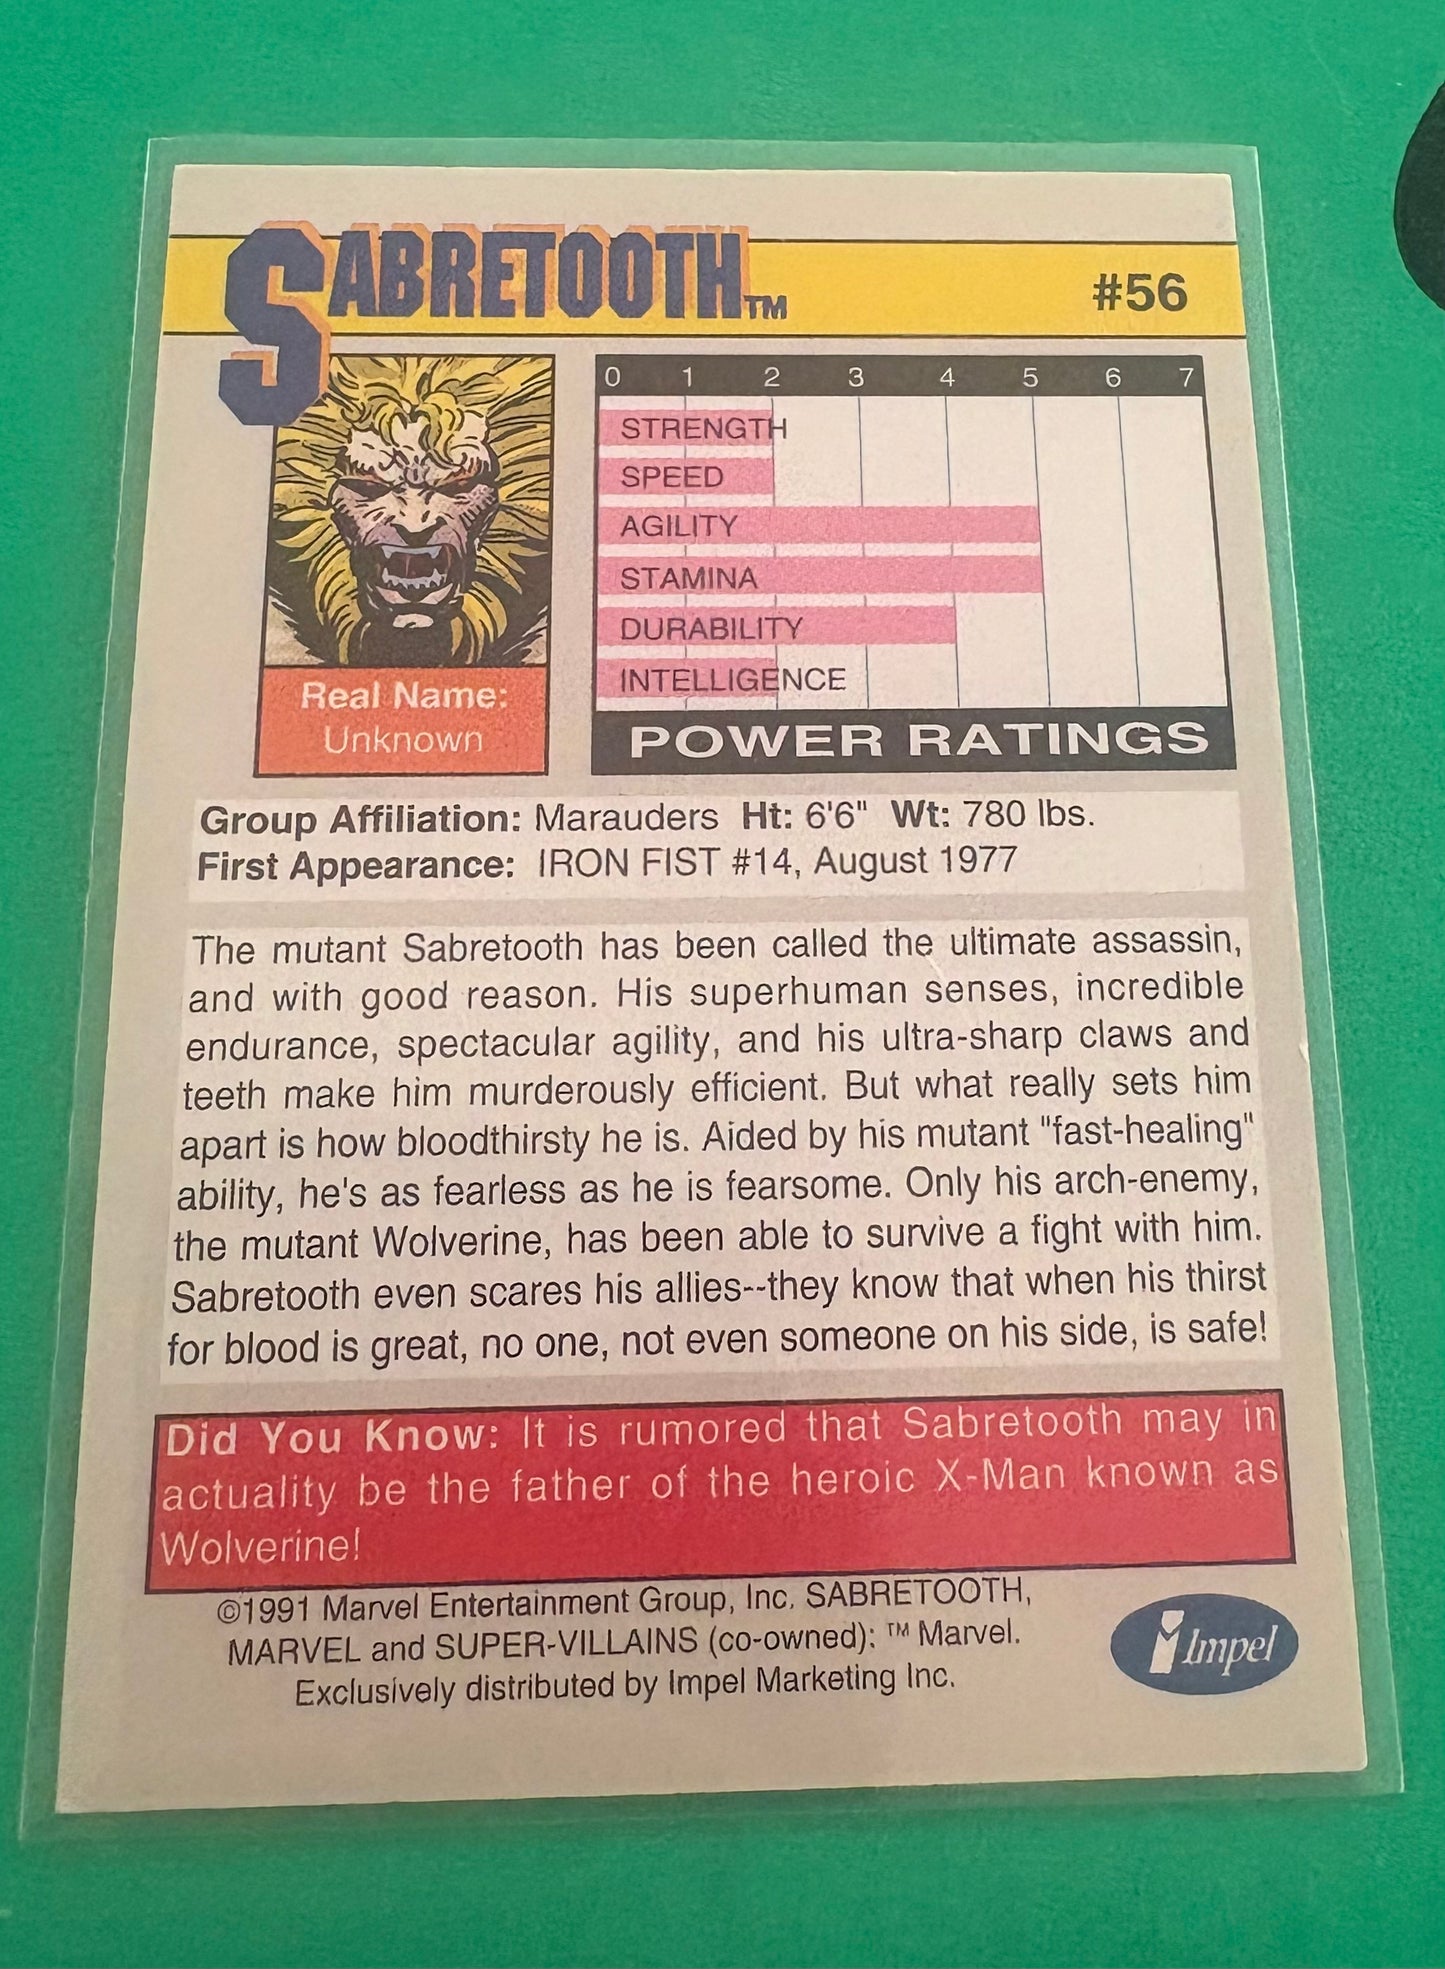 SABRETOOTH™
#56
0 1 2 3 4 5 6 7
STRENGTH
SPEED
AGILITY
STAMINA
DURABILITY
INTELLIGENCE
POWER RATINGS
Real Name:
Unknown
Group Affiliation: Marauders Ht: 6'6" Wt: 780 lbs.
First Appearance: IRON FIST #14, August 1977
The mutant Sabretooth has been called the ultimate assassin,
and with good reason. His superhuman senses, incredible
endurance, spectacular agility, and his ultra-sharp claws and
teeth make him murderously efficient. But what really sets him
apart is how bloodthirsty he is. Aided by his mutant "fast-healing"
ability, he's as fearless as he is fearsome. Only his arch-enemy,
the mutant Wolverine, has been able to survive a fight with him.
Sabretooth even scares his allies--they know that when his thirst
for blood is great, no one, not even someone on his side, is safe!
Did You Know: It is rumored that Sabretooth may in
actuality be the father of the heroic X-Man known as
Wolverine!
©1991 Marvel Entertainment Group, Inc. SABRETOOTH,
MARVEL and SUPER-VILLAINS (co-owned): ™ Marvel.
Exclusively distributed by Impel Marketing Inc.
Impel